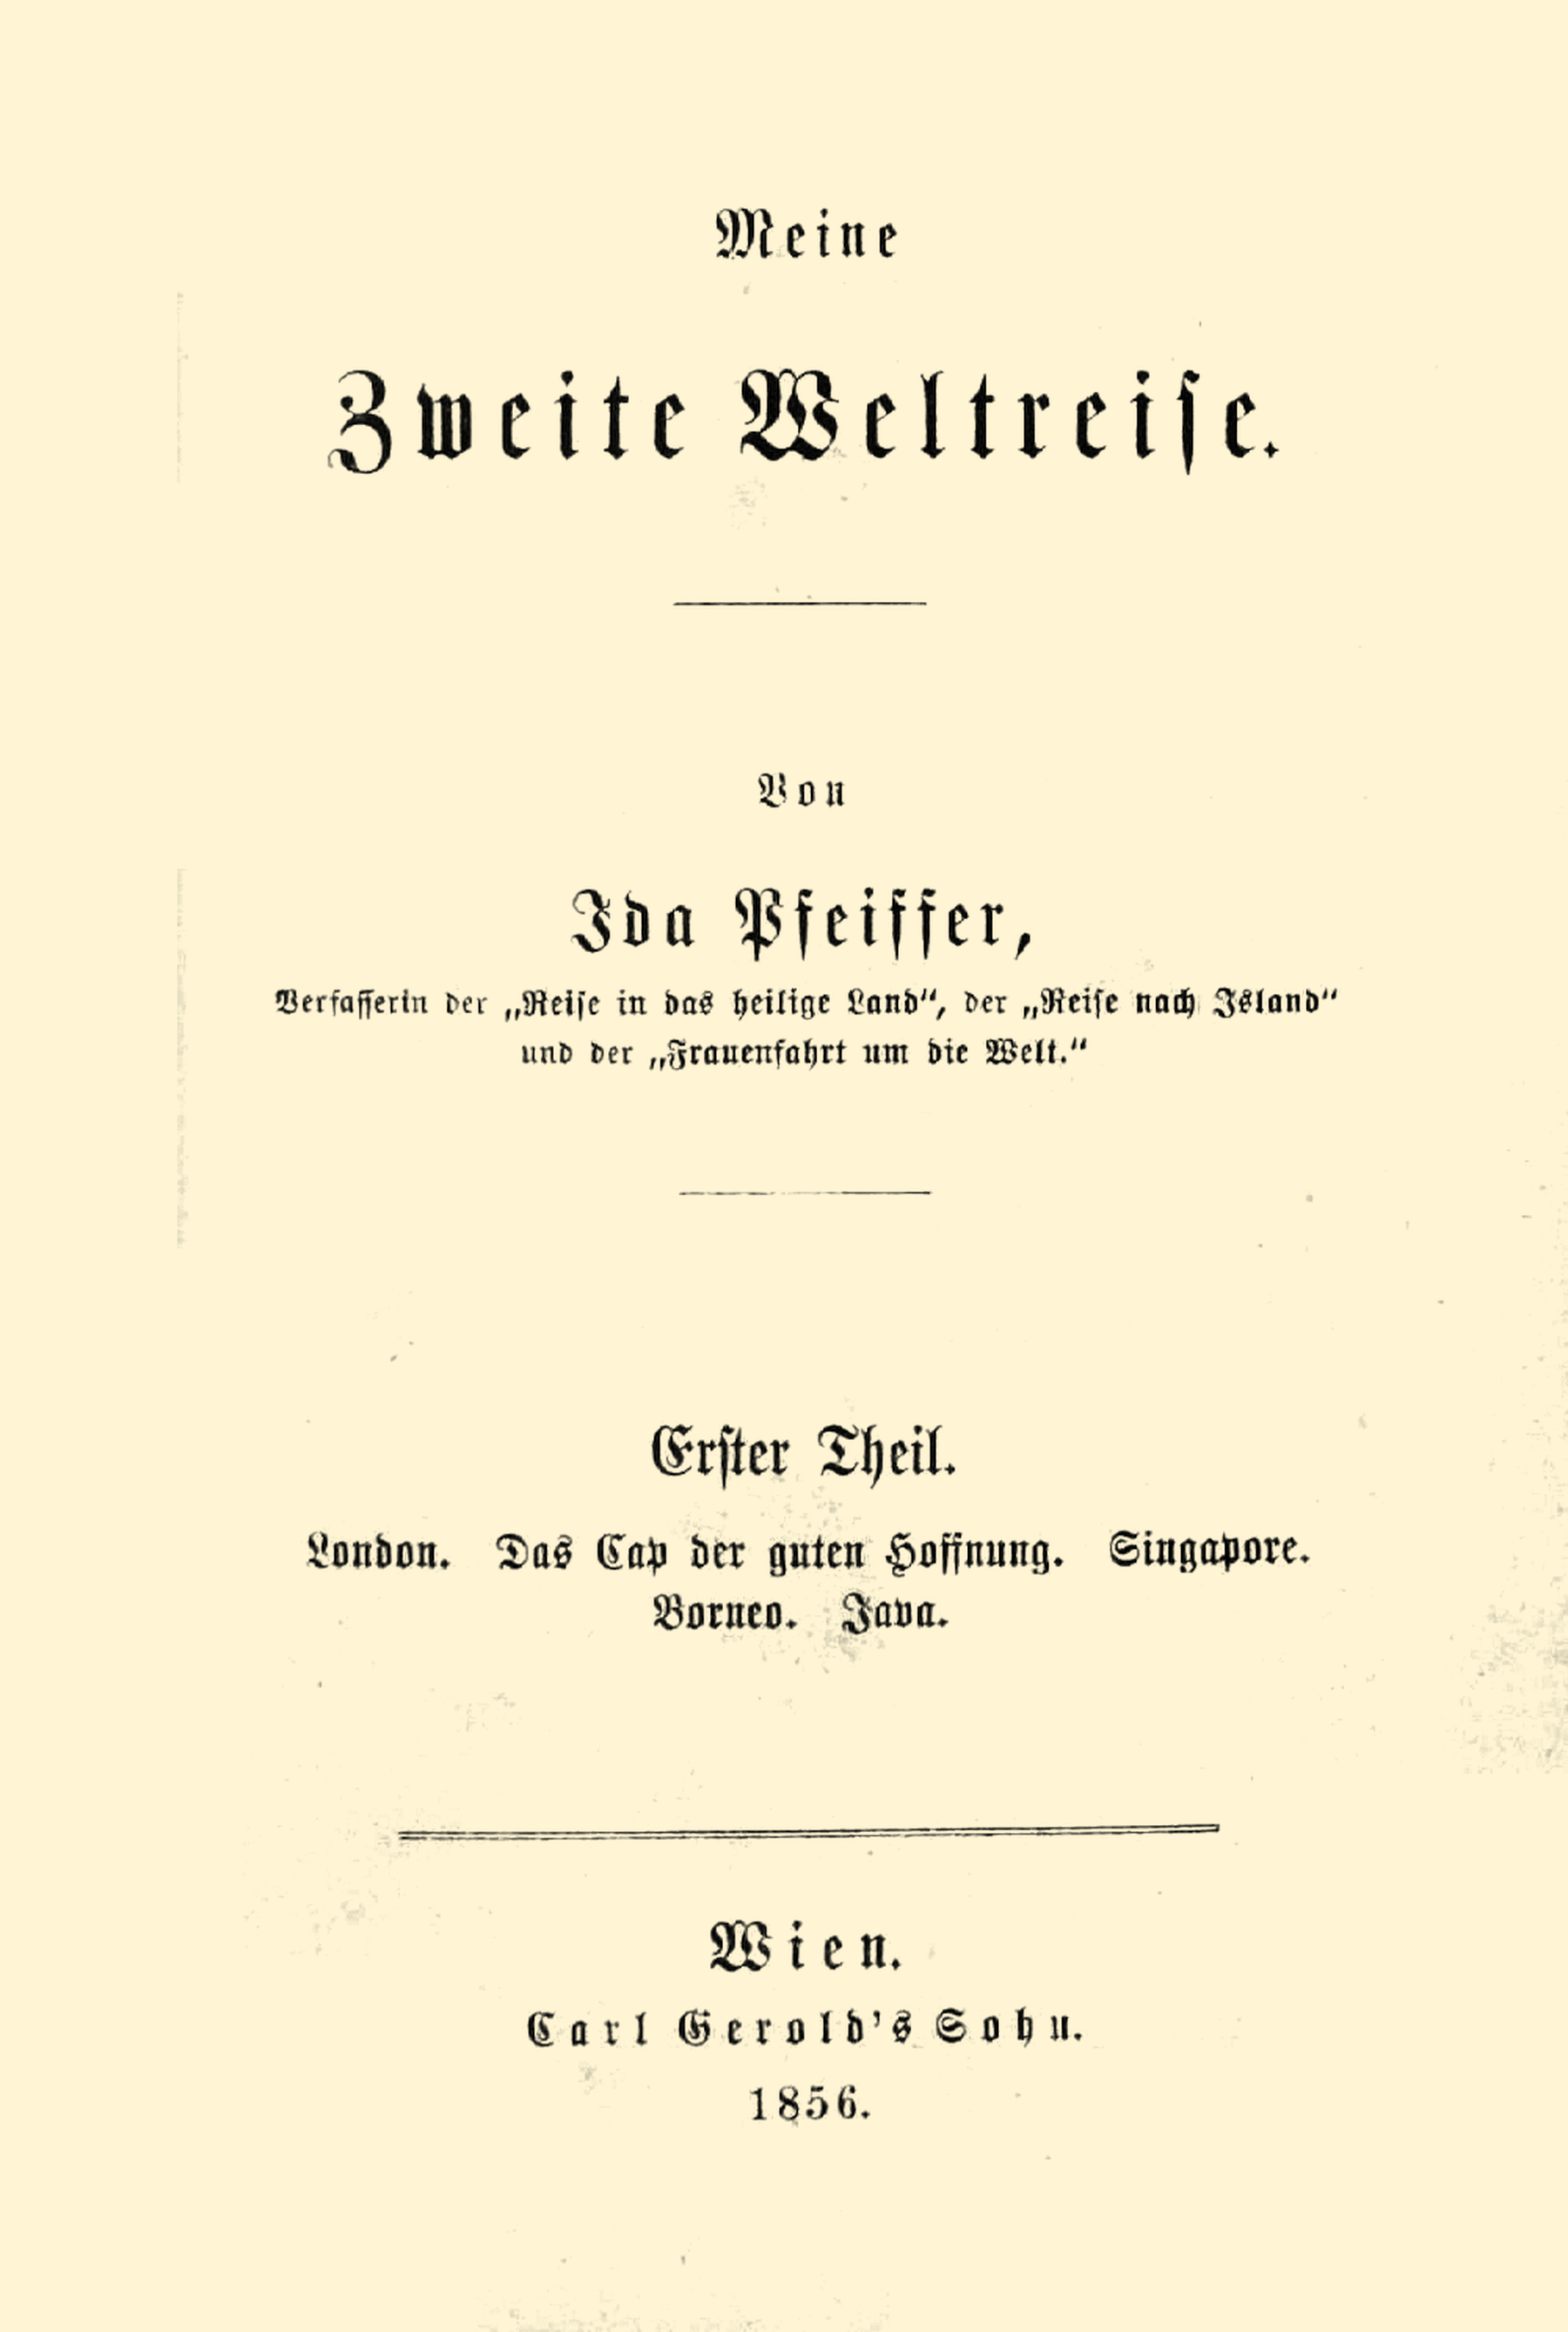 Meine
Zweite Weltreiſe.
Von
Ida Pfeiffer,
Verfaſſerin der „Reiſe in das heilige Land“, der „Reiſe nach Island“
und der „Frauenfahrt um die Welt.“
Erſter Theil.
London. Das Cap der guten Hoffnung. Singapore.
Borneo. Java.
Wien.
Carl Gerold’s Sohn.
1856.